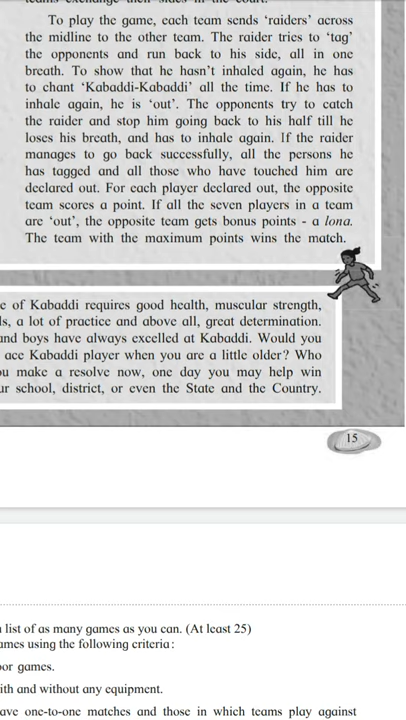 teams exchange their sides in the court.
To play the game, each team sends ‘raiders’ across
the midline to the other team. The raider tries to ‘tag’
the opponents and run back to his side, all in one
breath. To show that he hasn’t inhaled again, he has
to chant ‘Kabaddi-Kabaddi’ all the time. If he has to
inhale again, he is ‘out’. The opponents try to catch
the raider and stop him going back to his half till he
loses his breath, and has to inhale again. If the raider
manages to go back successfully, all the persons he
has tagged and all those who have touched him are
declared out. For each player declared out, the opposite
team scores a point. If all the seven players in a team
are ‘out’, the opposite team gets bonus points - a lona.
The team with the maximum points wins the match.
e of Kabaddi requires good health, muscular strength,
ls, a lot of practice and above all, great determination.
and boys have always excelled at Kabaddi. Would you
ace Kabaddi player when you are a little older? Who
ou make a resolve now, one day you may help win
ur school, district, or even the State and the Country.
15
list of as many games as you can. (At least 25)
ames using the following criteria :
oor games.
ith and without any equipment.
ave one-to-one matches and those in which teams play against